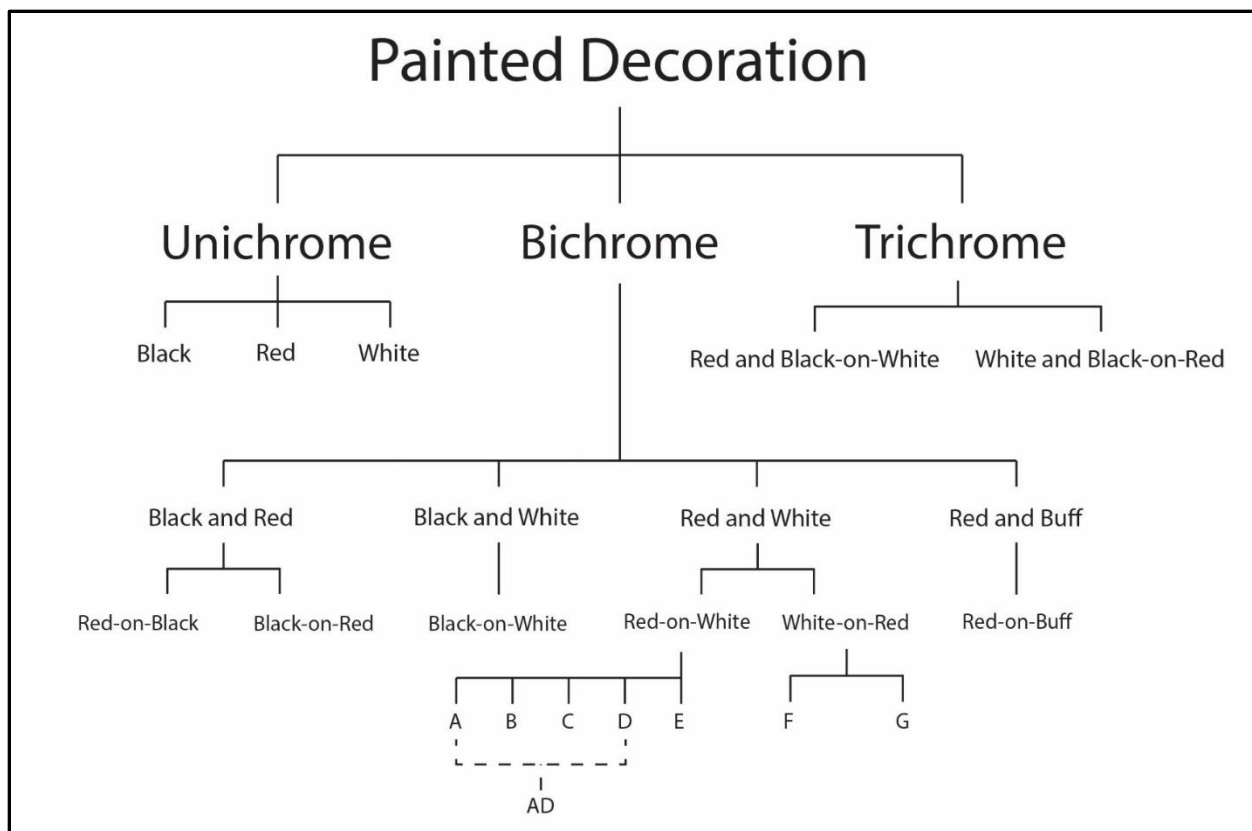 Painted Decoration
Unichrome Bichrome Trichrome
Black Red White Red and Black-on-White White and Black-on-Red
Black and Red Black and White Red and White Red and Buff
Red-on-Black Black-on-Red Black-on-White Red-on-White White-on-Red Red-on-Buff
A B C D E F G
AD